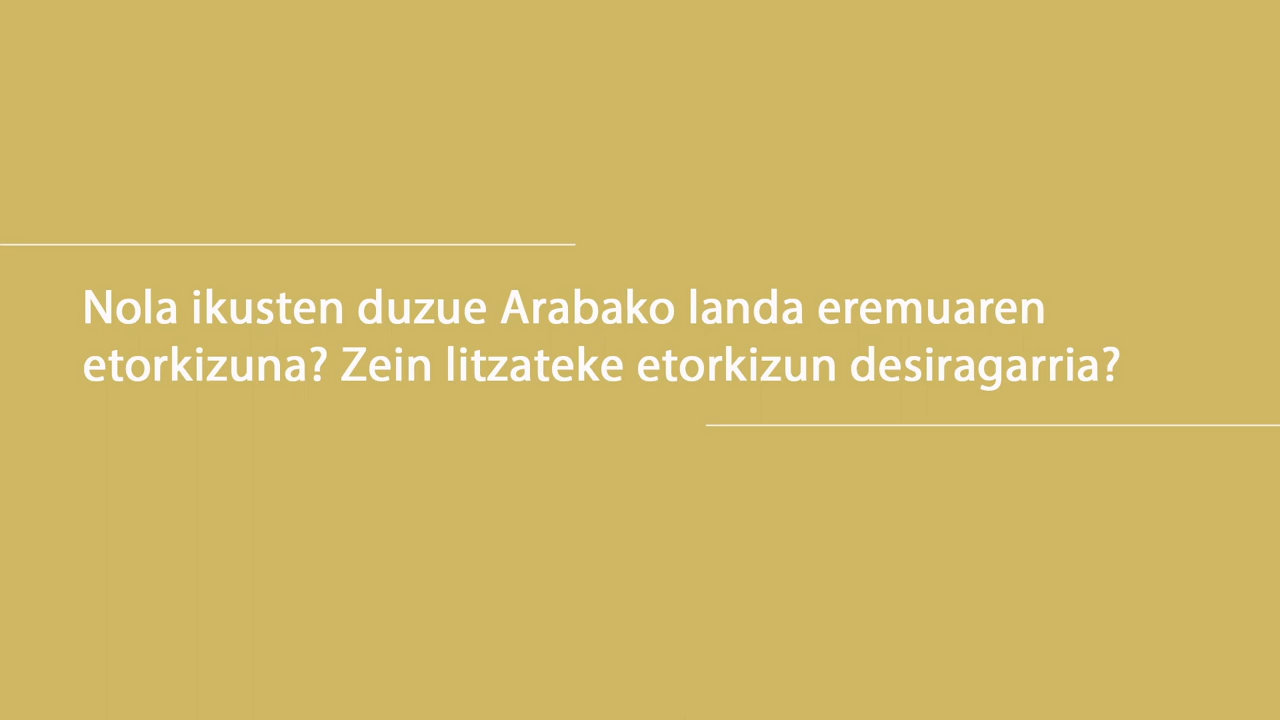 Nola ikusten duzue Arabako landa eremuaren
etorkizuna? Zein litzateke etorkizun desiragarria?